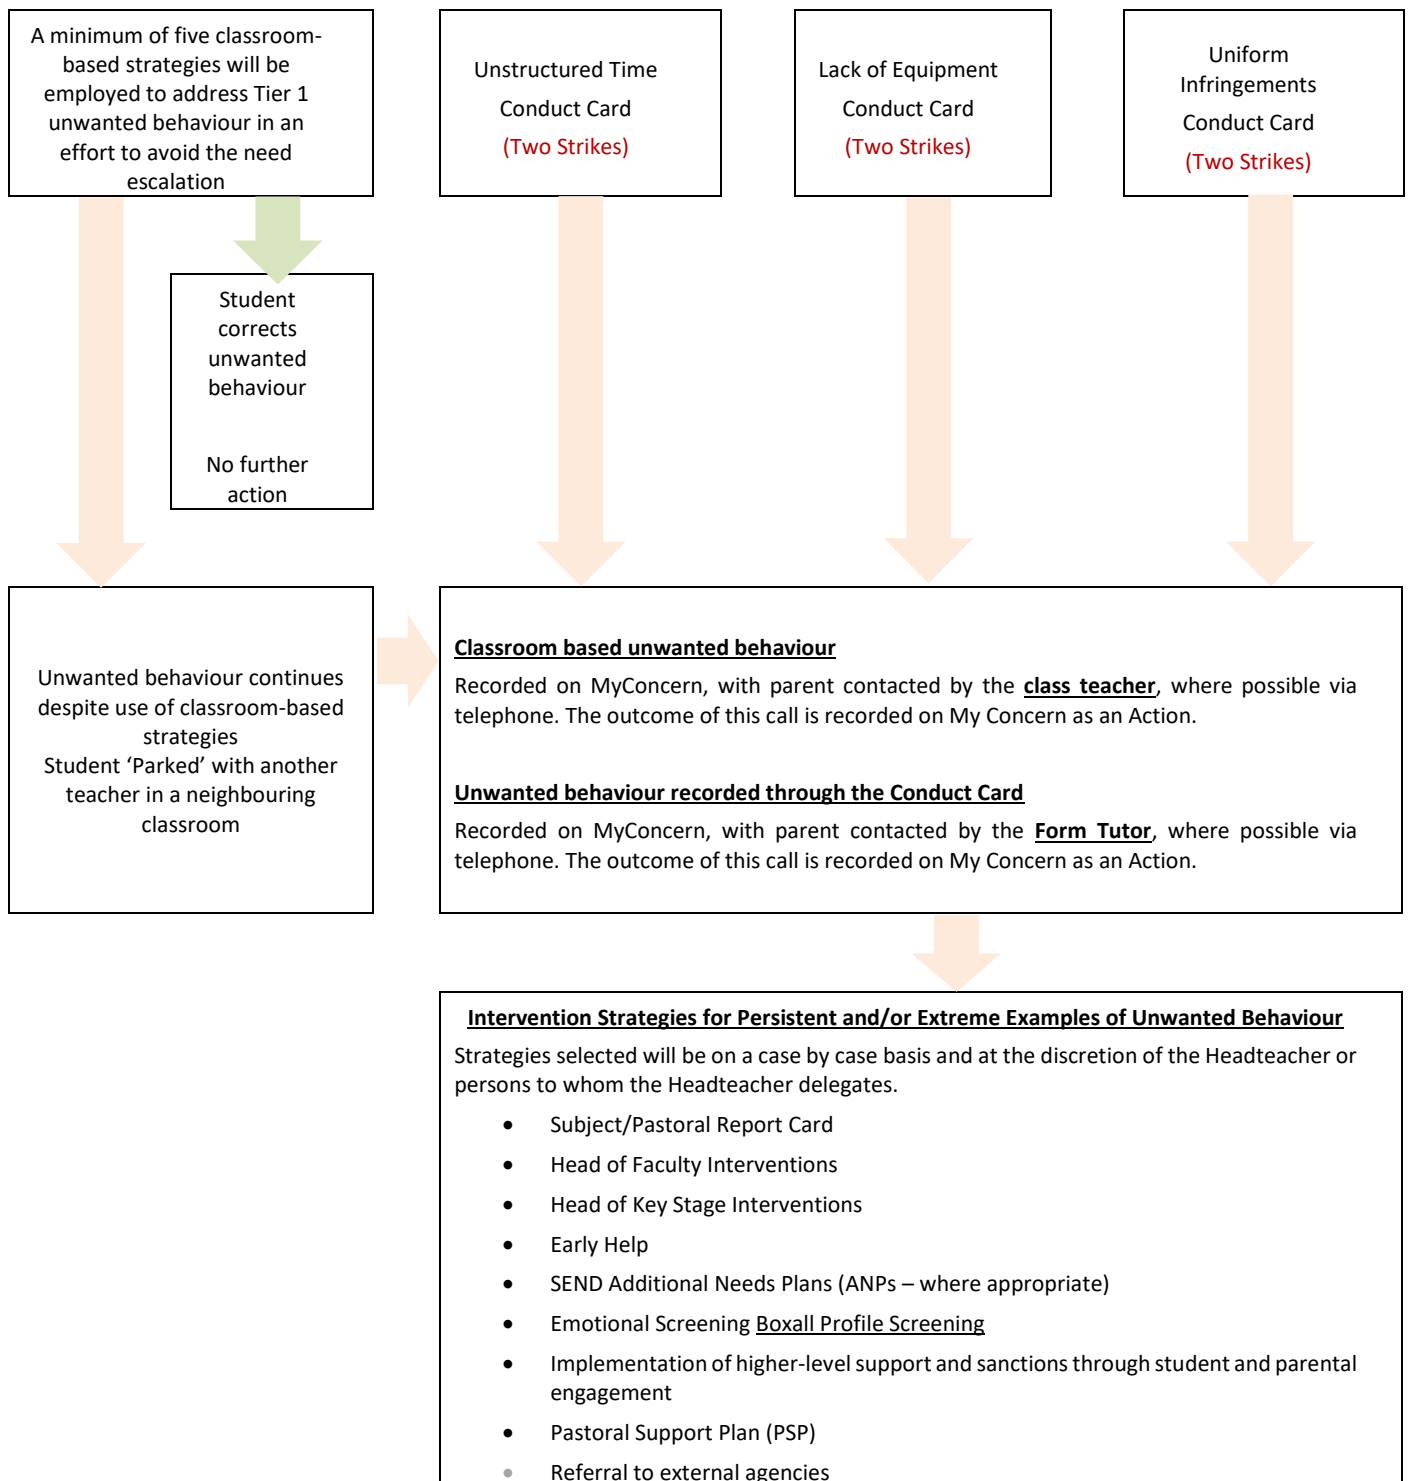 A minimum of five classroom-
based strategies will be
employed to address Tier 1
unwanted behaviour in an
effort to avoid the need
escalation
Unstructured Time
Conduct Card
(Two Strikes)
Lack of Equipment
Conduct Card
(Two Strikes)
Uniform
Infringements
Conduct Card
(Two Strikes)
Student
corrects
unwanted
behaviour
No further
action
Unwanted behaviour continues
despite use of classroom-based
strategies
Student ‘Parked’ with another
teacher in a neighbouring
classroom
Classroom based unwanted behaviour
Recorded on MyConcern, with parent contacted by the class teacher, where possible via
telephone. The outcome of this call is recorded on My Concern as an Action.
Unwanted behaviour recorded through the Conduct Card
Recorded on MyConcern, with parent contacted by the Form Tutor, where possible via
telephone. The outcome of this call is recorded on My Concern as an Action.
Intervention Strategies for Persistent and/or Extreme Examples of Unwanted Behaviour
Strategies selected will be on a case by case basis and at the discretion of the Headteacher or
persons to whom the Headteacher delegates.
• Subject/Pastoral Report Card
• Head of Faculty Interventions
• Head of Key Stage Interventions
• Early Help
• SEND Additional Needs Plans (ANPs – where appropriate)
• Emotional Screening Boxall Profile Screening
• Implementation of higher-level support and sanctions through student and parental
engagement
• Pastoral Support Plan (PSP)
• Referral to external agencies